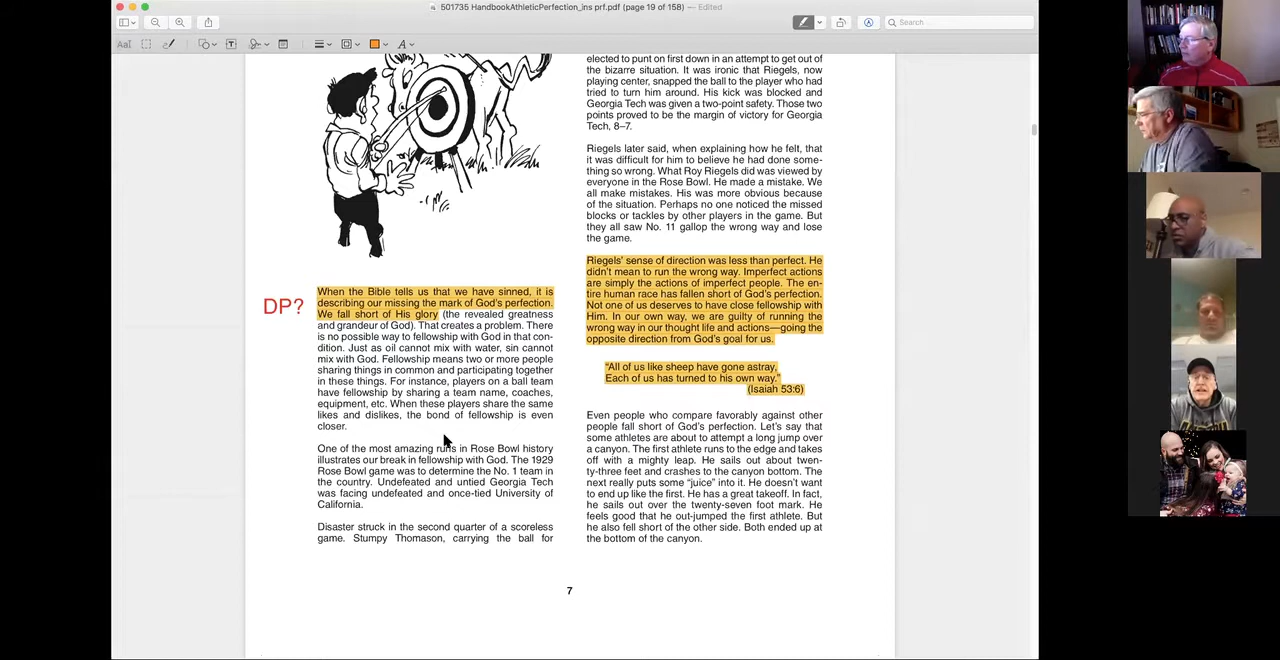 501735 HandbookAthleticPerfection_ins prf.pdf (page 19 of 158) — Edited
Search
AaI
A
elected to punt on first down in an attempt to get out of
the bizarre situation. It was ironic that Riegels, now
playing center, snapped the ball to the player who had
tried to turn him around. His kick was blocked and
Georgia Tech was given a two-point safety. Those two
points proved to be the margin of victory for Georgia
Tech, 8–7.
Riegels later said, when explaining how he felt, that
it was difficult for him to believe he had done some-
thing so wrong. What Roy Riegels did was viewed by
everyone in the Rose Bowl. He made a mistake. We
all make mistakes. His was more obvious because
of the situation. Perhaps no one noticed the missed
blocks or tackles by other players in the game. But
they all saw No. 11 gallop the wrong way and lose
the game.
Riegels' sense of direction was less than perfect. He
didn't mean to run the wrong way. Imperfect actions
are simply the actions of imperfect people. The en-
tire human race has fallen short of God's perfection.
Not one of us deserves to have close fellowship with
Him. In our own way, we are guilty of running the
wrong way in our thought life and actions—going the
opposite direction from God's goal for us.
"All of us like sheep have gone astray,
Each of us has turned to his own way."
(Isaiah 53:6)
Even people who compare favorably against other
people fall short of God's perfection. Let's say that
some athletes are about to attempt a long jump over
a canyon. The first athlete runs to the edge and takes
off with a mighty leap. He sails out about twen-
ty-three feet and crashes to the canyon bottom. The
next really puts some "juice" into it. He doesn't want
to end up like the first. He has a great takeoff. In fact,
he sails out over the twenty-seven foot mark. He
feels good that he out-jumped the first athlete. But
he also fell short of the other side. Both ended up at
the bottom of the canyon.
DP?
When the Bible tells us that we have sinned, it is
describing our missing the mark of God's perfection.
We fall short of His glory (the revealed greatness
and grandeur of God). That creates a problem. There
is no possible way to fellowship with God in that con-
dition. Just as oil cannot mix with water, sin cannot
mix with God. Fellowship means two or more people
sharing things in common and participating together
in these things. For instance, players on a ball team
have fellowship by sharing a team name, coaches,
equipment, etc. When these players share the same
likes and dislikes, the bond of fellowship is even
closer.
One of the most amazing runs in Rose Bowl history
illustrates our break in fellowship with God. The 1929
Rose Bowl game was to determine the No. 1 team in
the country. Undefeated and untied Georgia Tech
was facing undefeated and once-tied University of
California.
Disaster struck in the second quarter of a scoreless
game. Stumpy Thomason, carrying the ball for
7